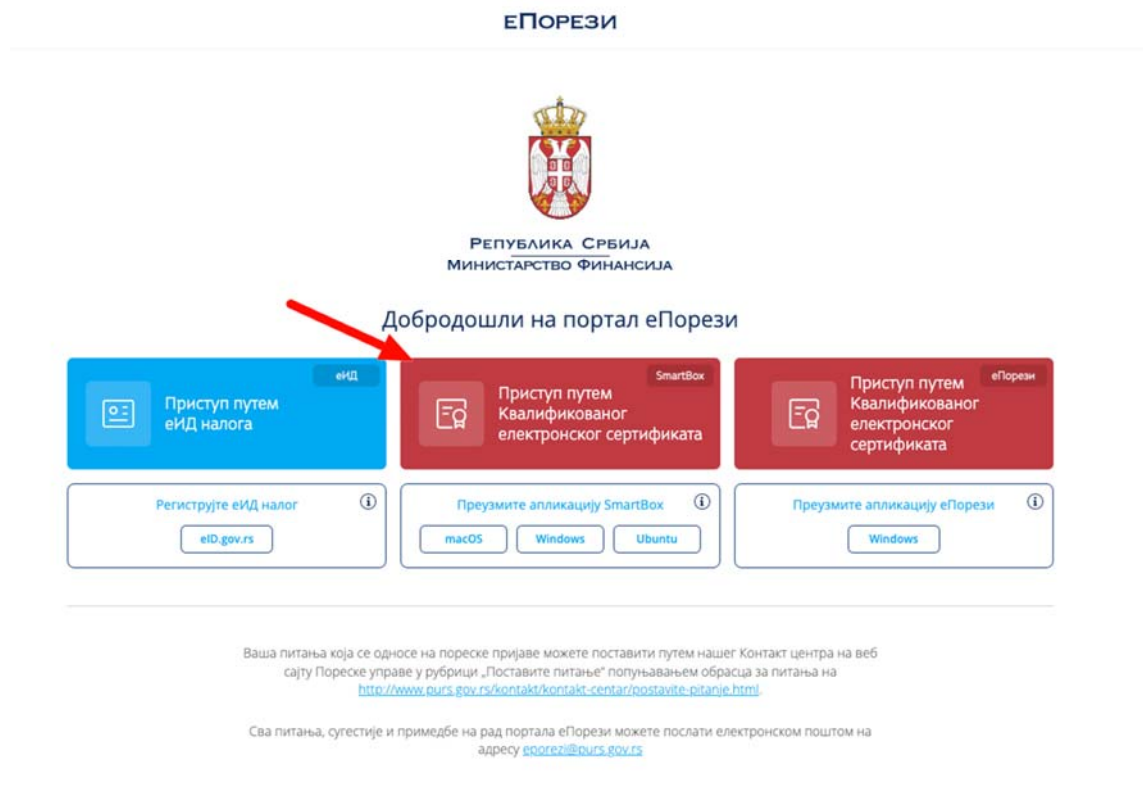 еПорези
Република Србија
Министарство Финансија
Добродошли на портал еПорези
еИД
Приступ путем
еИД налога
SmartBox
Приступ путем
Квалификованог
електронског сертификата
еПорези
Приступ путем
Квалификованог
електронског
сертификата
Региструјте еИД налог
eID.gov.rs
Преузмите апликацију SmartBox
macOS Windows Ubuntu
Преузмите апликацију еПорези
Windows
Ваша питања која се односе на пореске пријаве можете поставити путем нашег Контакт центра на веб
сајту Пореске управе у рубрици „Поставите питање“ попуњавањем обрасца за питања на
http://www.purs.gov.rs/kontakt/kontakt-centar/postavite-pitanje.html.
Сва питања, сугестије и примедбе на рад портала еПорези можете послати електронском поштом на
адресу eporezi@purs.gov.rs